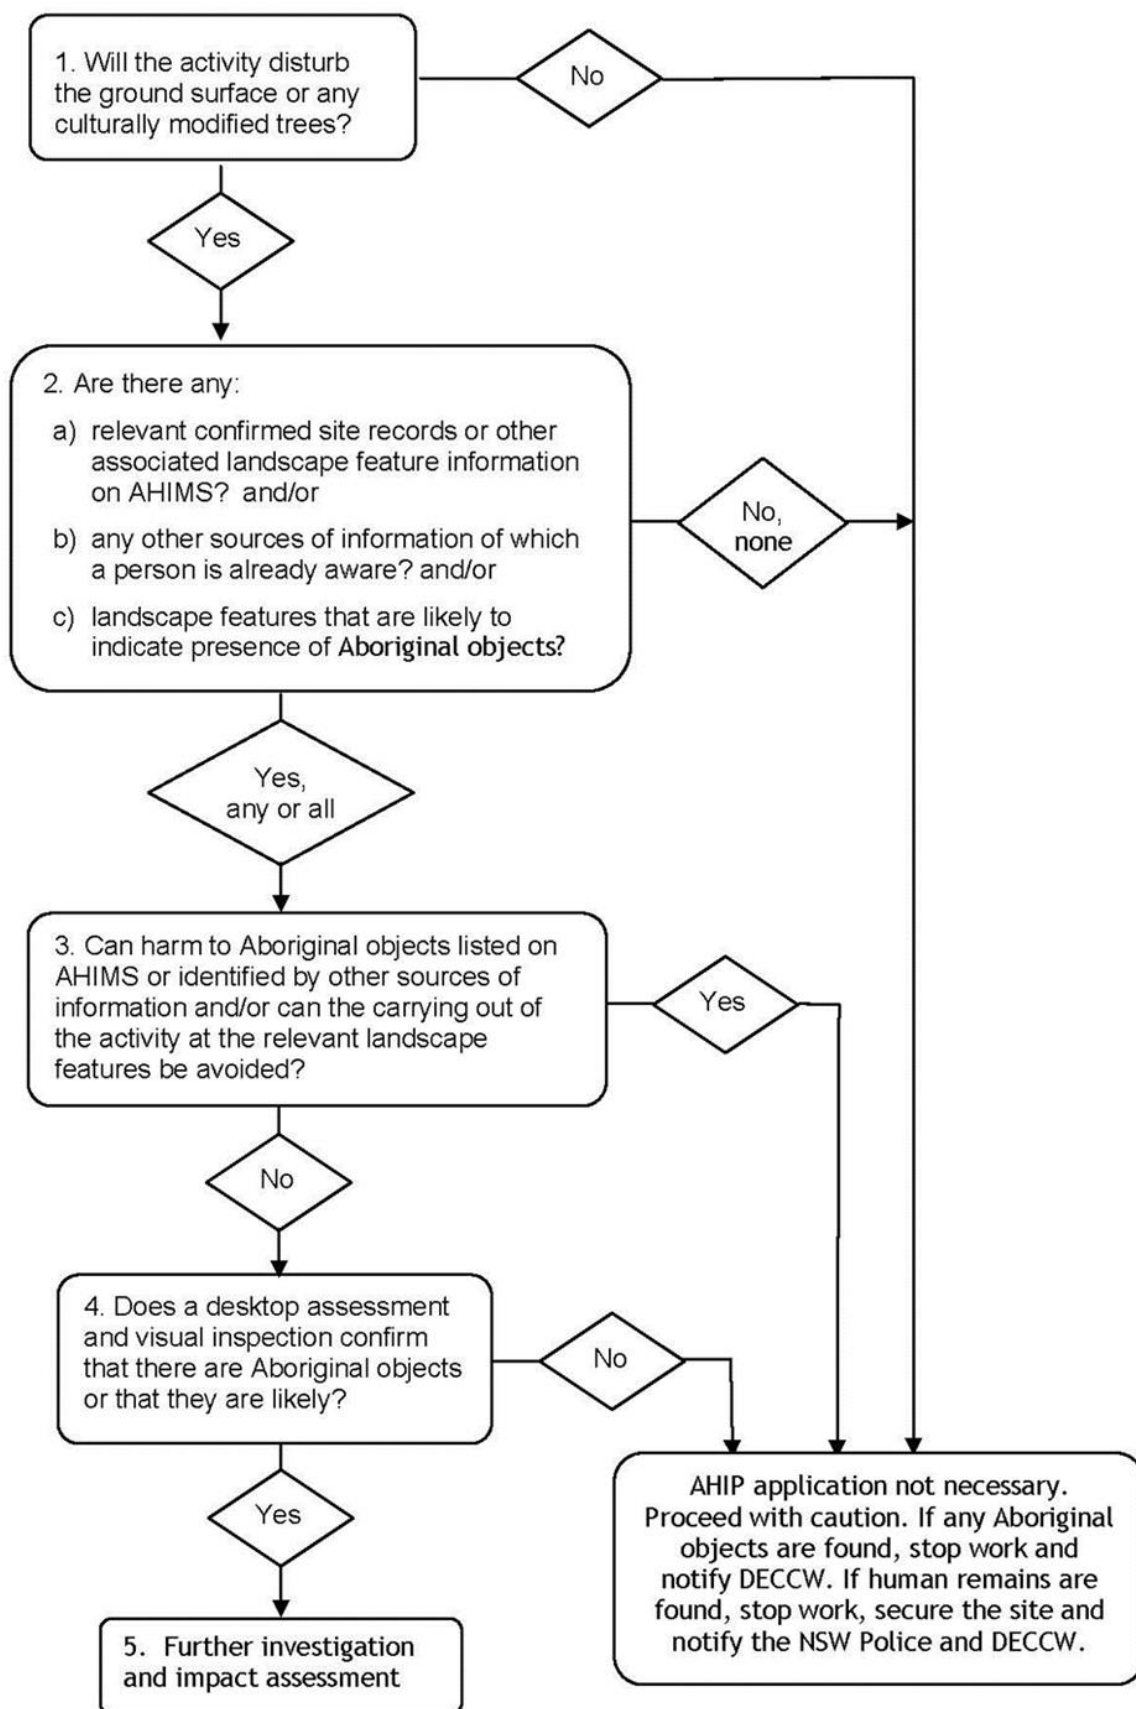 1. Will the activity disturb
the ground surface or any
culturally modified trees?
No
Yes
2. Are there any:
a) relevant confirmed site records or other
associated landscape feature information
on AHIMS? and/or
b) any other sources of information of which
a person is already aware? and/or
c) landscape features that are likely to
indicate presence of Aboriginal objects?
No,
none
Yes,
any or all
3. Can harm to Aboriginal objects listed on
AHIMS or identified by other sources of
information and/or can the carrying out of
the activity at the relevant landscape
features be avoided?
Yes
No
4. Does a desktop assessment
and visual inspection confirm
that there are Aboriginal objects
or that they are likely?
No
Yes
AHIP application not necessary.
Proceed with caution. If any Aboriginal
objects are found, stop work and
notify DECCW. If human remains are
found, stop work, secure the site and
notify the NSW Police and DECCW.
5. Further investigation
and impact assessment